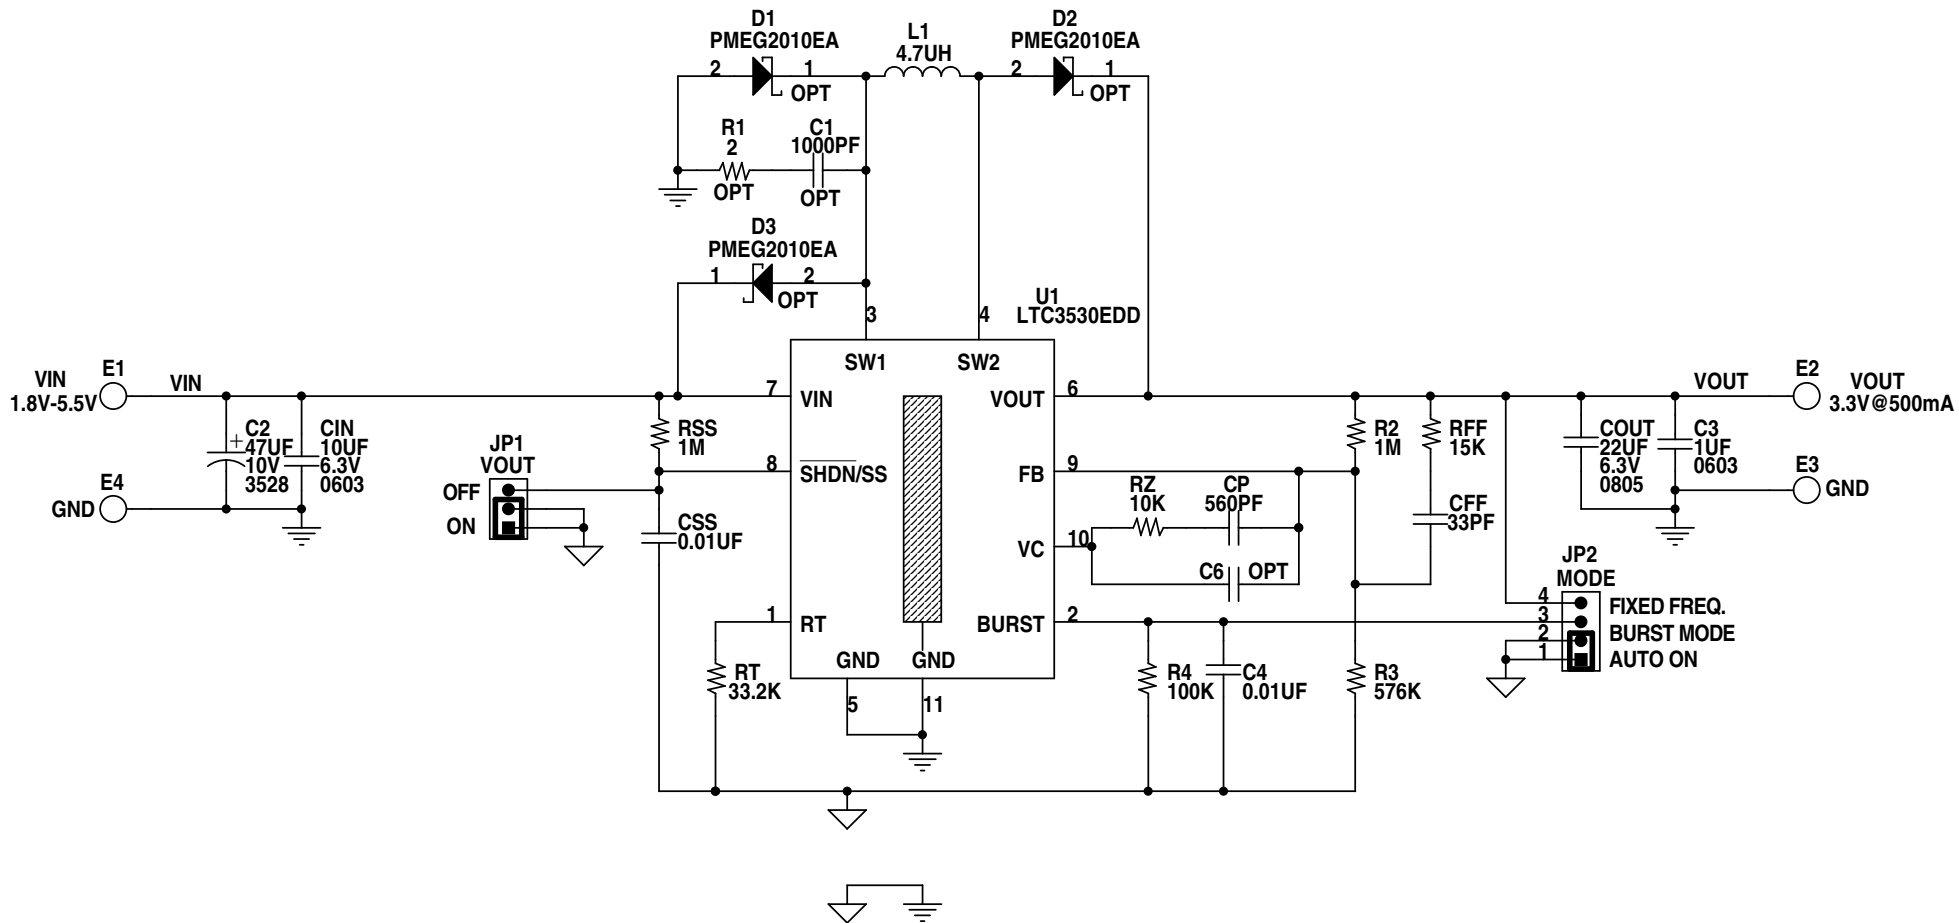 D1
PMEG2010EA
2
1
OPT
L1
4.7UH
D2
PMEG2010EA
2
1
OPT
R1
2
OPT
C1
1000PF
OPT
D3
PMEG2010EA
1
2
OPT
3
4
U1
LTC3530EDD
SW1
SW2
VIN
1.8V-5.5V
E1
VIN
7
VIN
VOUT
6
VOUT
E2
VOUT
3.3V@500mA
C2
+
47UF
10V
3528
CIN
10UF
6.3V
0603
JP1
VOUT
OFF
ON
RSS
1M
8
SHDN/SS
FB
9
R2
1M
RFF
15K
COUT
22UF
6.3V
0805
C3
1UF
0603
E4
GND
E3
GND
RZ
10K
CP
560PF
CFF
33PF
CSS
0.01UF
VC
10
C6
OPT
JP2
MODE
4
3
2
1
FIXED FREQ.
BURST MODE
AUTO ON
1
RT
BURST
2
GND
GND
RT
33.2K
5
11
R4
100K
C4
0.01UF
R3
576K